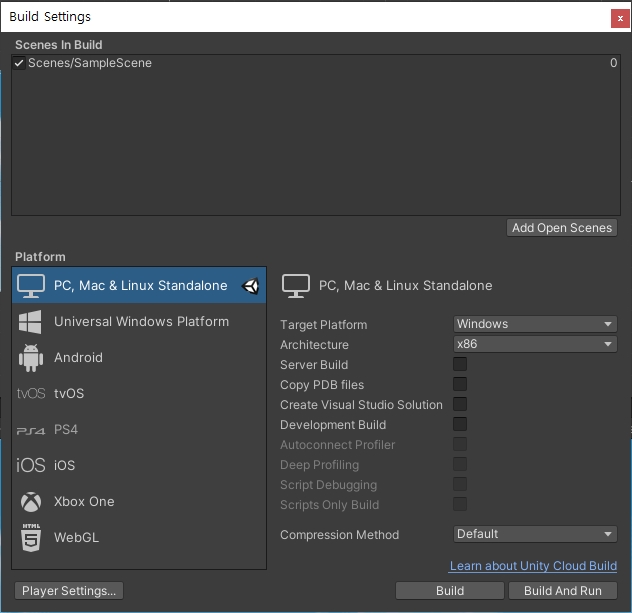 Build Settings
x
Scenes In Build
Scenes/SampleScene 0
Add Open Scenes
Platform
PC, Mac & Linux Standalone
Universal Windows Platform
Android
tvOS tvOS
PS4 PS4
iOS iOS
Xbox One
HTML 5 WebGL
PC, Mac & Linux Standalone
Target Platform Windows
Architecture x86
Server Build
Copy PDB files
Create Visual Studio Solution
Development Build
Autoconnect Profiler
Deep Profiling
Script Debugging
Scripts Only Build
Compression Method Default
Learn about Unity Cloud Build
Player Settings... Build Build And Run